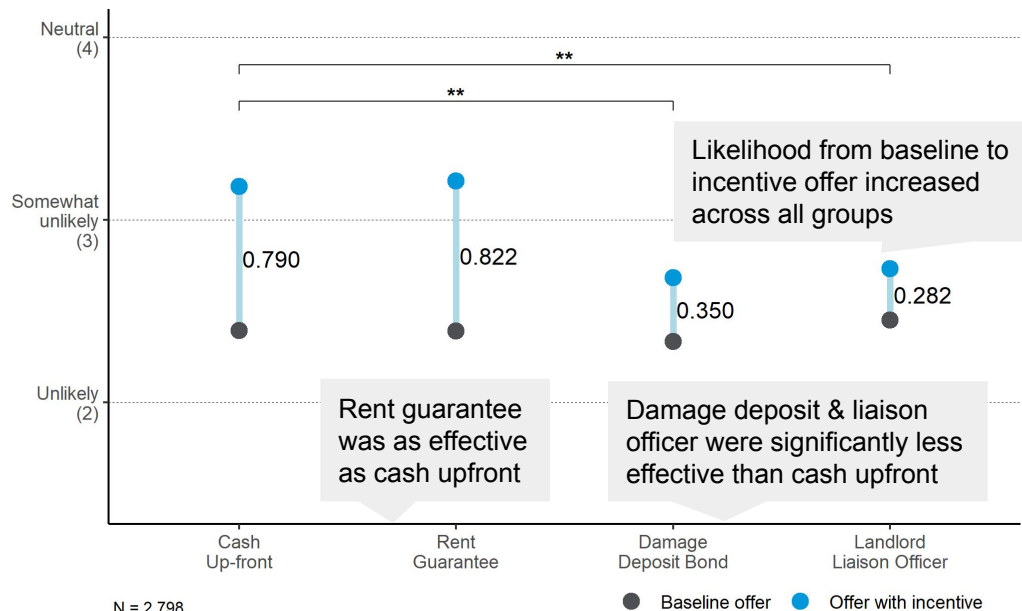 Neutral
(4)
**
**
Likelihood from baseline to
incentive offer increased
across all groups
Somewhat
unlikely
(3)
0.790
0.822
0.350
0.282
Unlikely
(2)
Rent guarantee
was as effective
as cash upfront
Damage deposit & liaison
officer were significantly less
effective than cash upfront
Cash
Up-front
Rent
Guarantee
Damage
Deposit Bond
Landlord
Liaison Officer
N = 2,798
Baseline offer
Offer with incentive